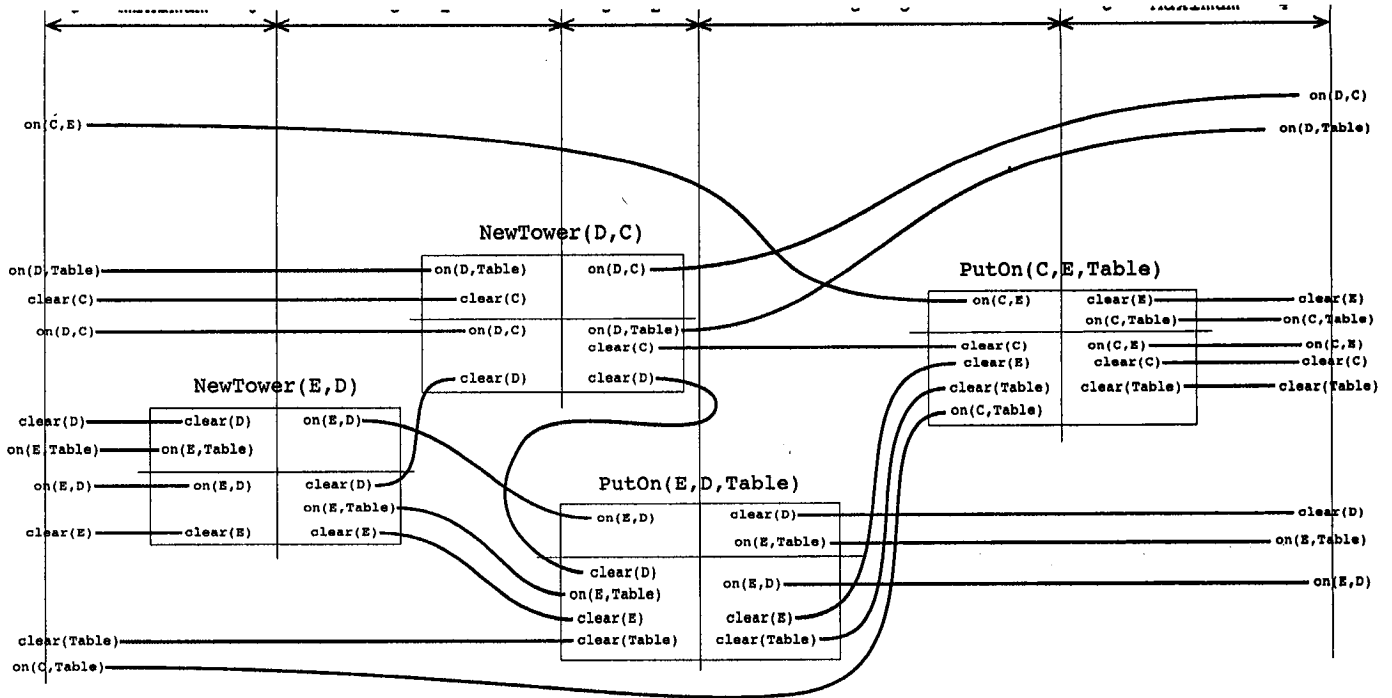 on(D,C)
on(C,E)
on(D,Table)
NewTower(D,C)
on(D,Table)
on(D,Table)
on(D,C)
PutOn(C,E,Table)
clear(C)
clear(C)
on(C,E)
clear(E)
clear(E)
on(C,Table)
on(C,Table)
on(D,C)
on(D,C)
on(D,Table)
clear(C)
clear(C)
on(C,E)
on(C,E)
clear(E)
clear(C)
clear(C)
NewTower(E,D)
clear(D)
clear(D)
clear(Table)
clear(Table)
clear(Table)
on(C,Table)
clear(D)
clear(D)
on(E,D)
on(E,Table)
on(E,Table)
on(E,D)
on(E,D)
clear(D)
PutOn(E,D,Table)
on(E,Table)
on(E,D)
clear(D)
clear(D)
clear(E)
clear(E)
clear(E)
on(E,Table)
on(E,Table)
clear(D)
on(E,D)
on(E,D)
on(E,Table)
clear(E)
clear(E)
clear(Table)
clear(Table)
clear(Table)
on(C,Table)